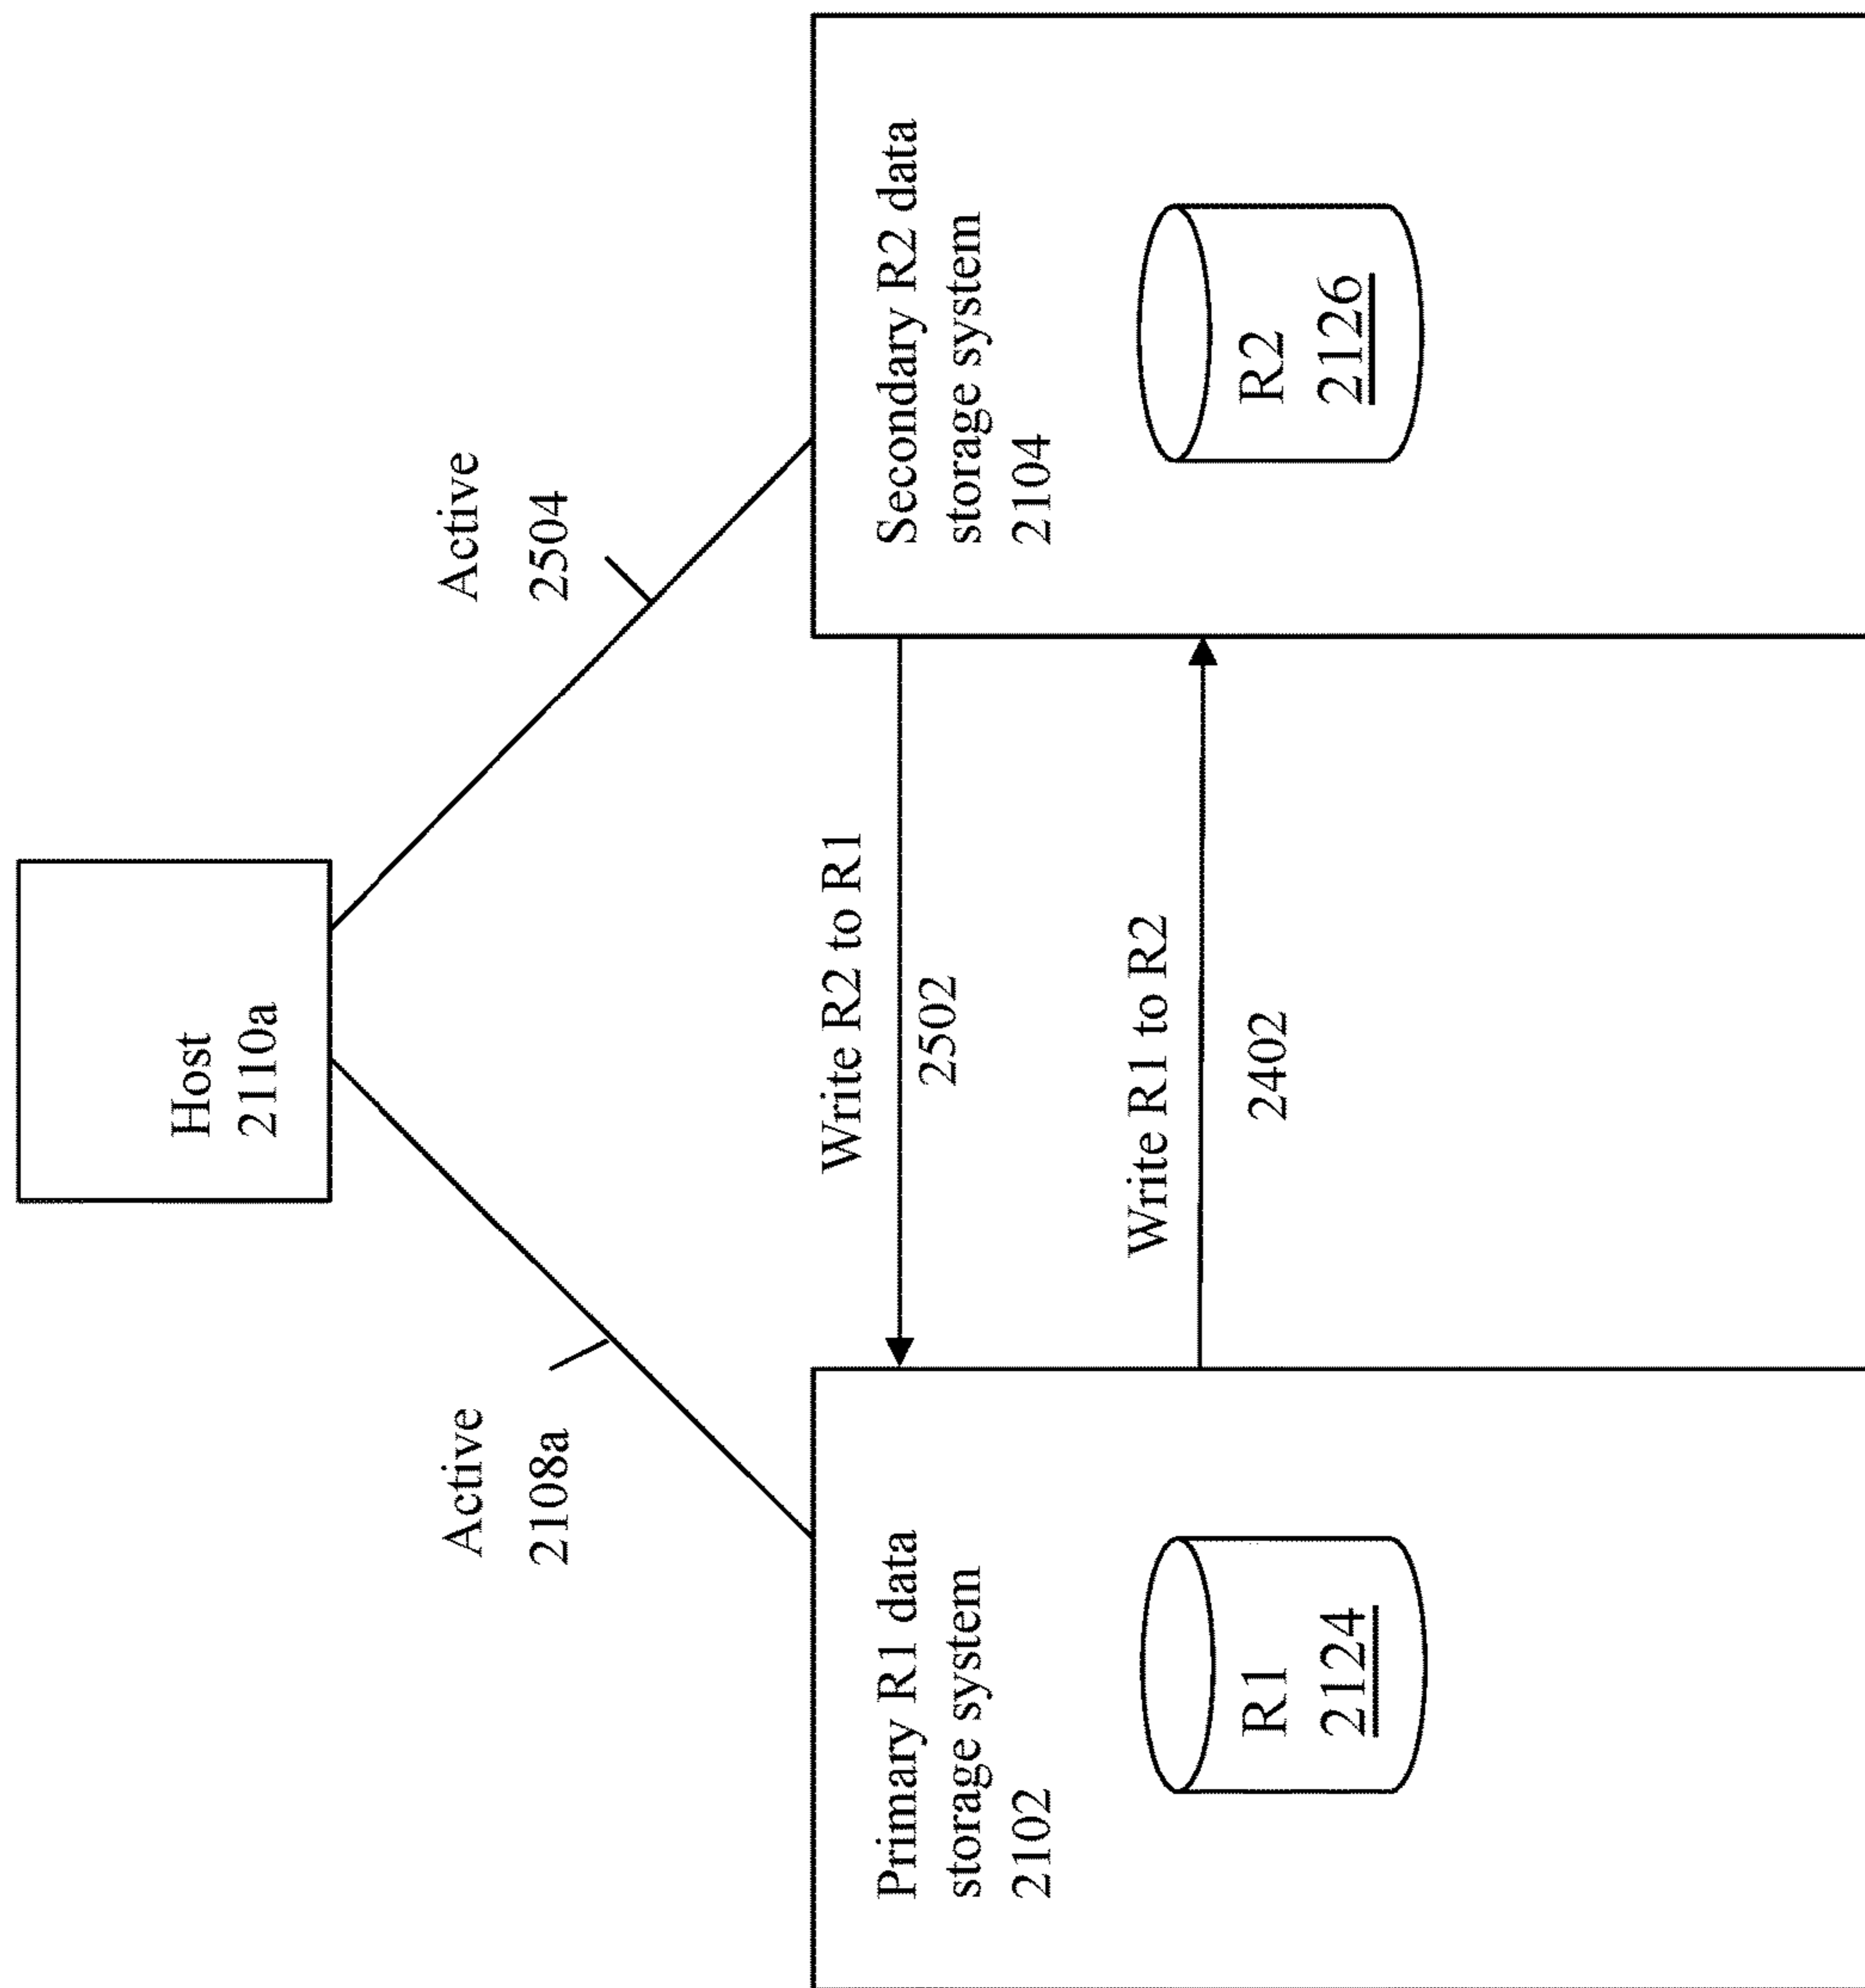 Host
2110a
Active
2108a
Active
2504
Primary R1 data
storage system
2102
R1
2124
Write R2 to R1
2502
Write R1 to R2
2402
Secondary R2 data
storage system
2104
R2
2126